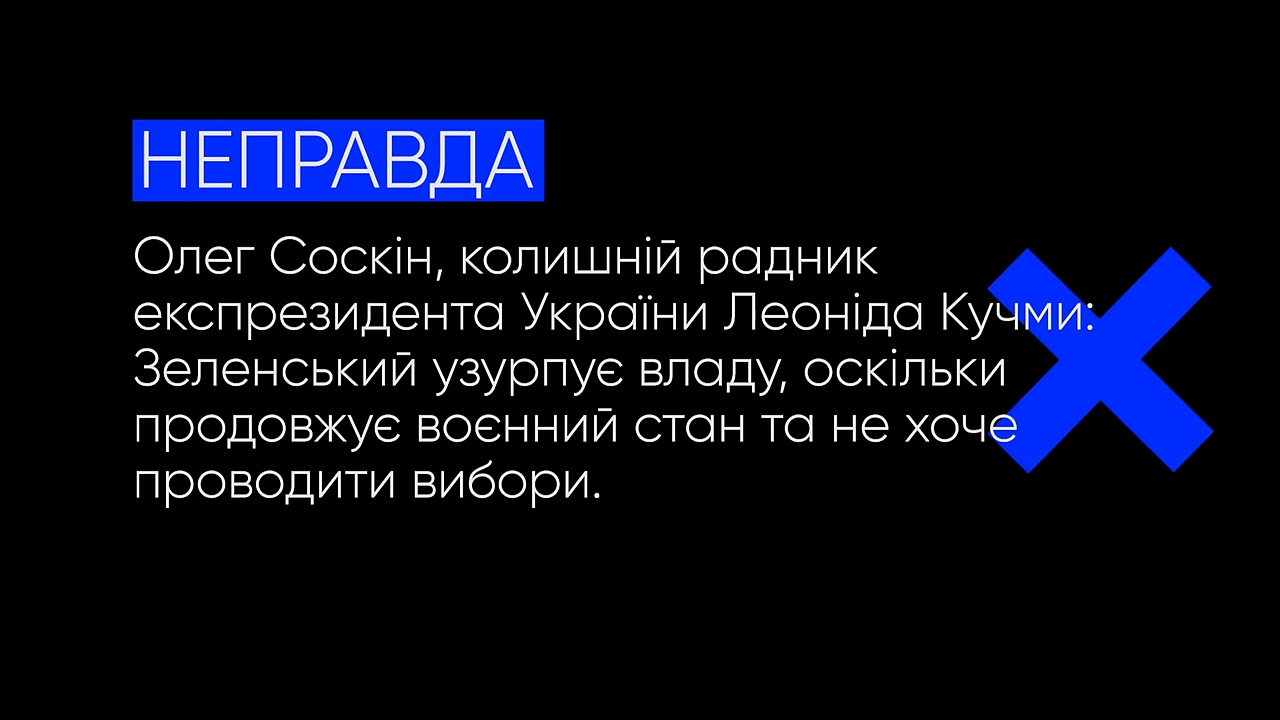 НЕПРАВДА
Олег Соскін, колишній радник
експрезидента України Леоніда Кучми:
Зеленський узурпує владу, оскільки
продовжує воєнний стан та не хоче
проводити вибори.